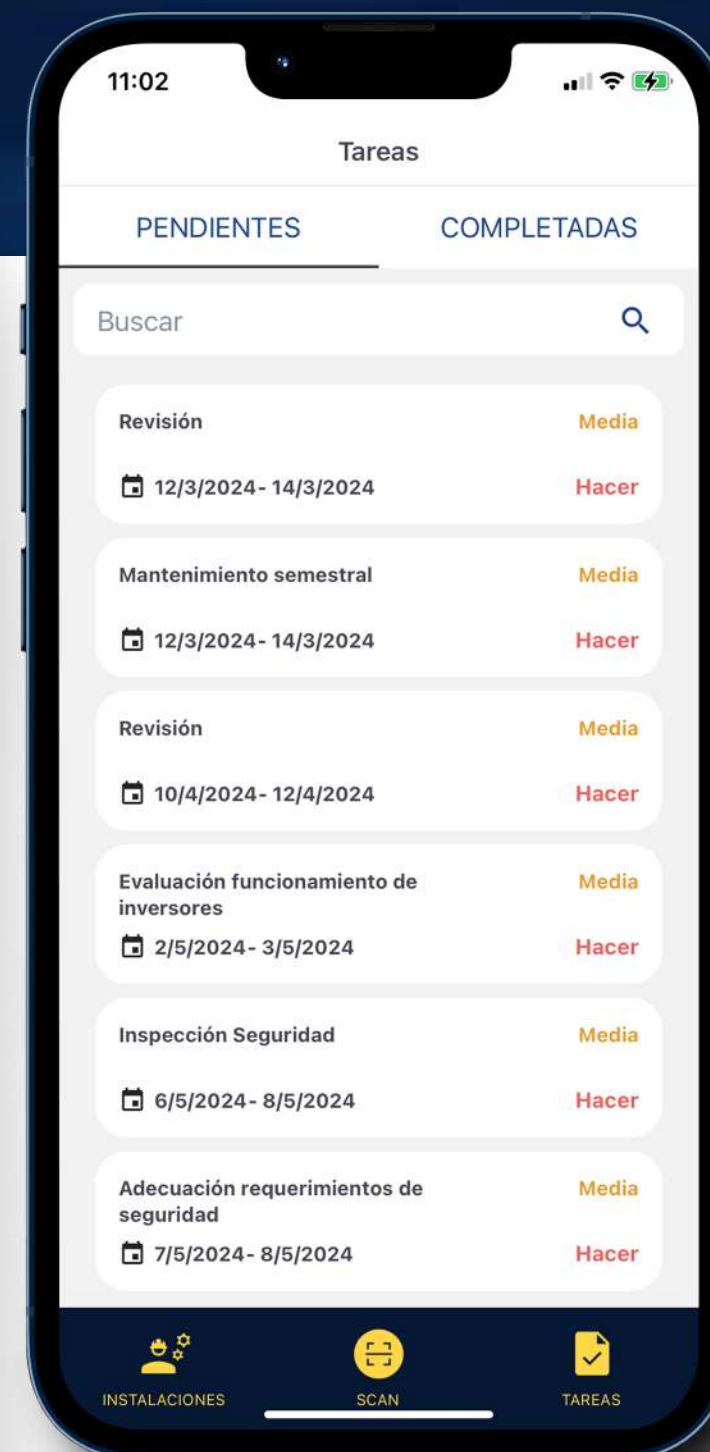 11:02
Tareas
PENDIENTES COMPLETADAS
Buscar
Revisión Media
12/3/2024- 14/3/2024 Hacer
Mantenimiento semestral Media
12/3/2024- 14/3/2024 Hacer
Revisión Media
10/4/2024- 12/4/2024 Hacer
Evaluación funcionamiento de Media
inversores
2/5/2024- 3/5/2024 Hacer
Inspección Seguridad Media
6/5/2024- 8/5/2024 Hacer
Adecuación requerimientos de Media
seguridad
7/5/2024- 8/5/2024 Hacer
INSTALACIONES SCAN TAREAS